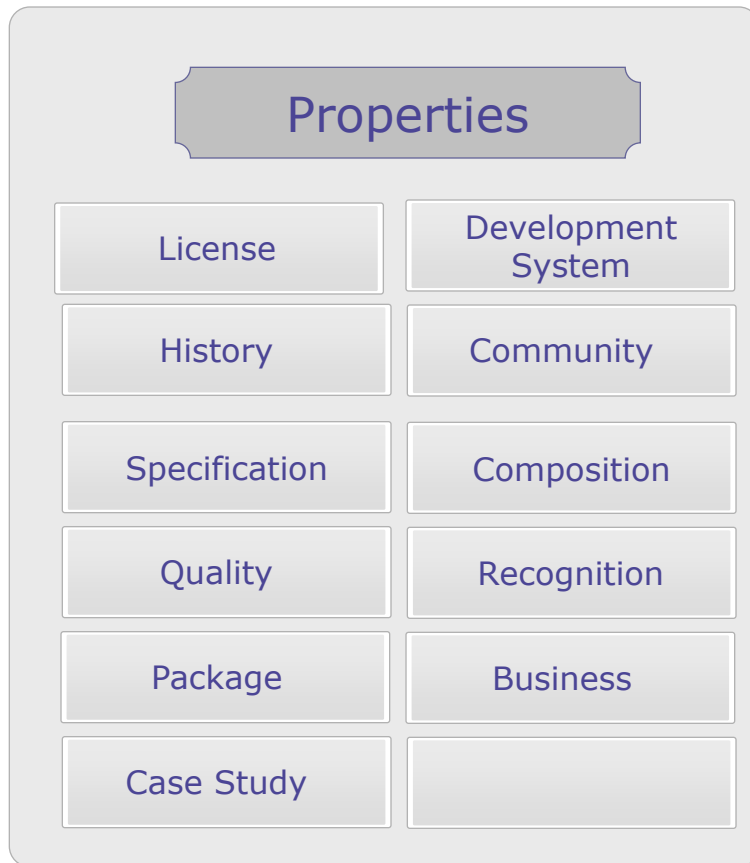 Properties
License
Development
System
History
Community
Specification
Composition
Quality
Recognition
Package
Business
Case Study